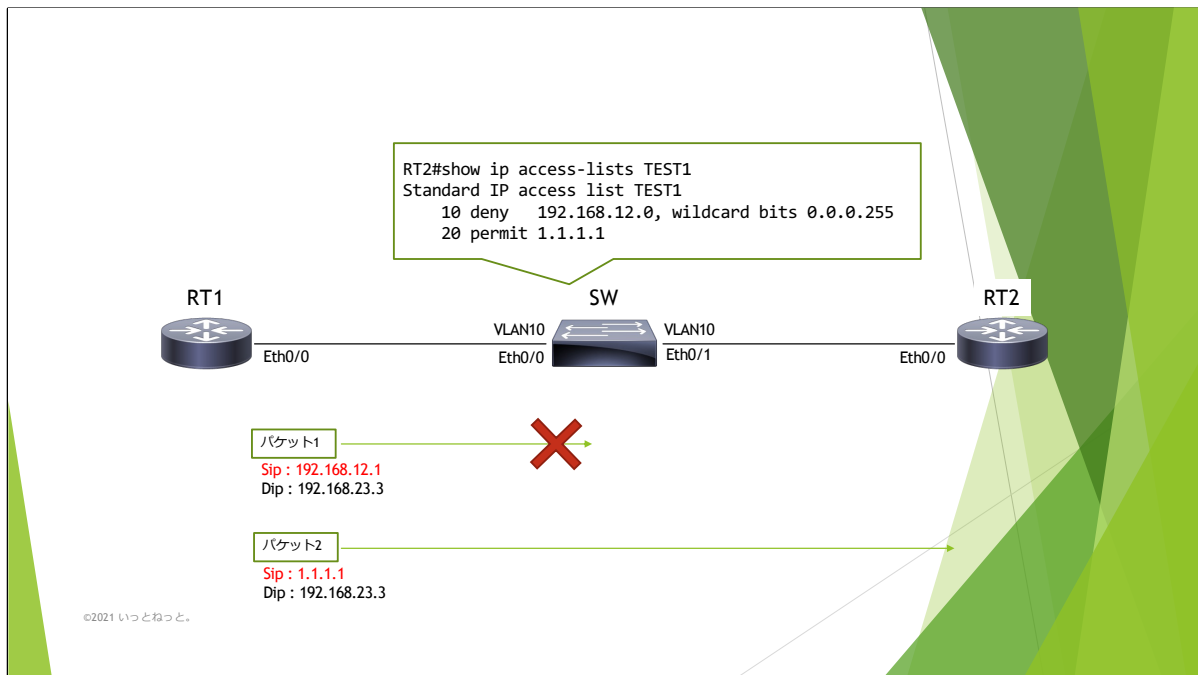 RT2#show ip access-lists TEST1
Standard IP access list TEST1
    10 deny   192.168.12.0, wildcard bits 0.0.0.255
    20 permit 1.1.1.1
RT1
SW
RT2
VLAN10
VLAN10
Eth0/0
Eth0/0
Eth0/1
Eth0/0
パケット1
Sip : 192.168.12.1
Dip : 192.168.23.3
パケット2
Sip : 1.1.1.1
Dip : 192.168.23.3
©2021 いっとねっと。